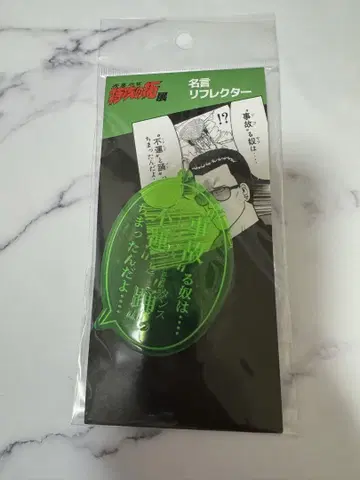 特攻の拓展
名言
リフレクター
“事故”る奴は…
!?
“不運”と“踊”っ
ちまったんだよ…
“事故”る奴は……